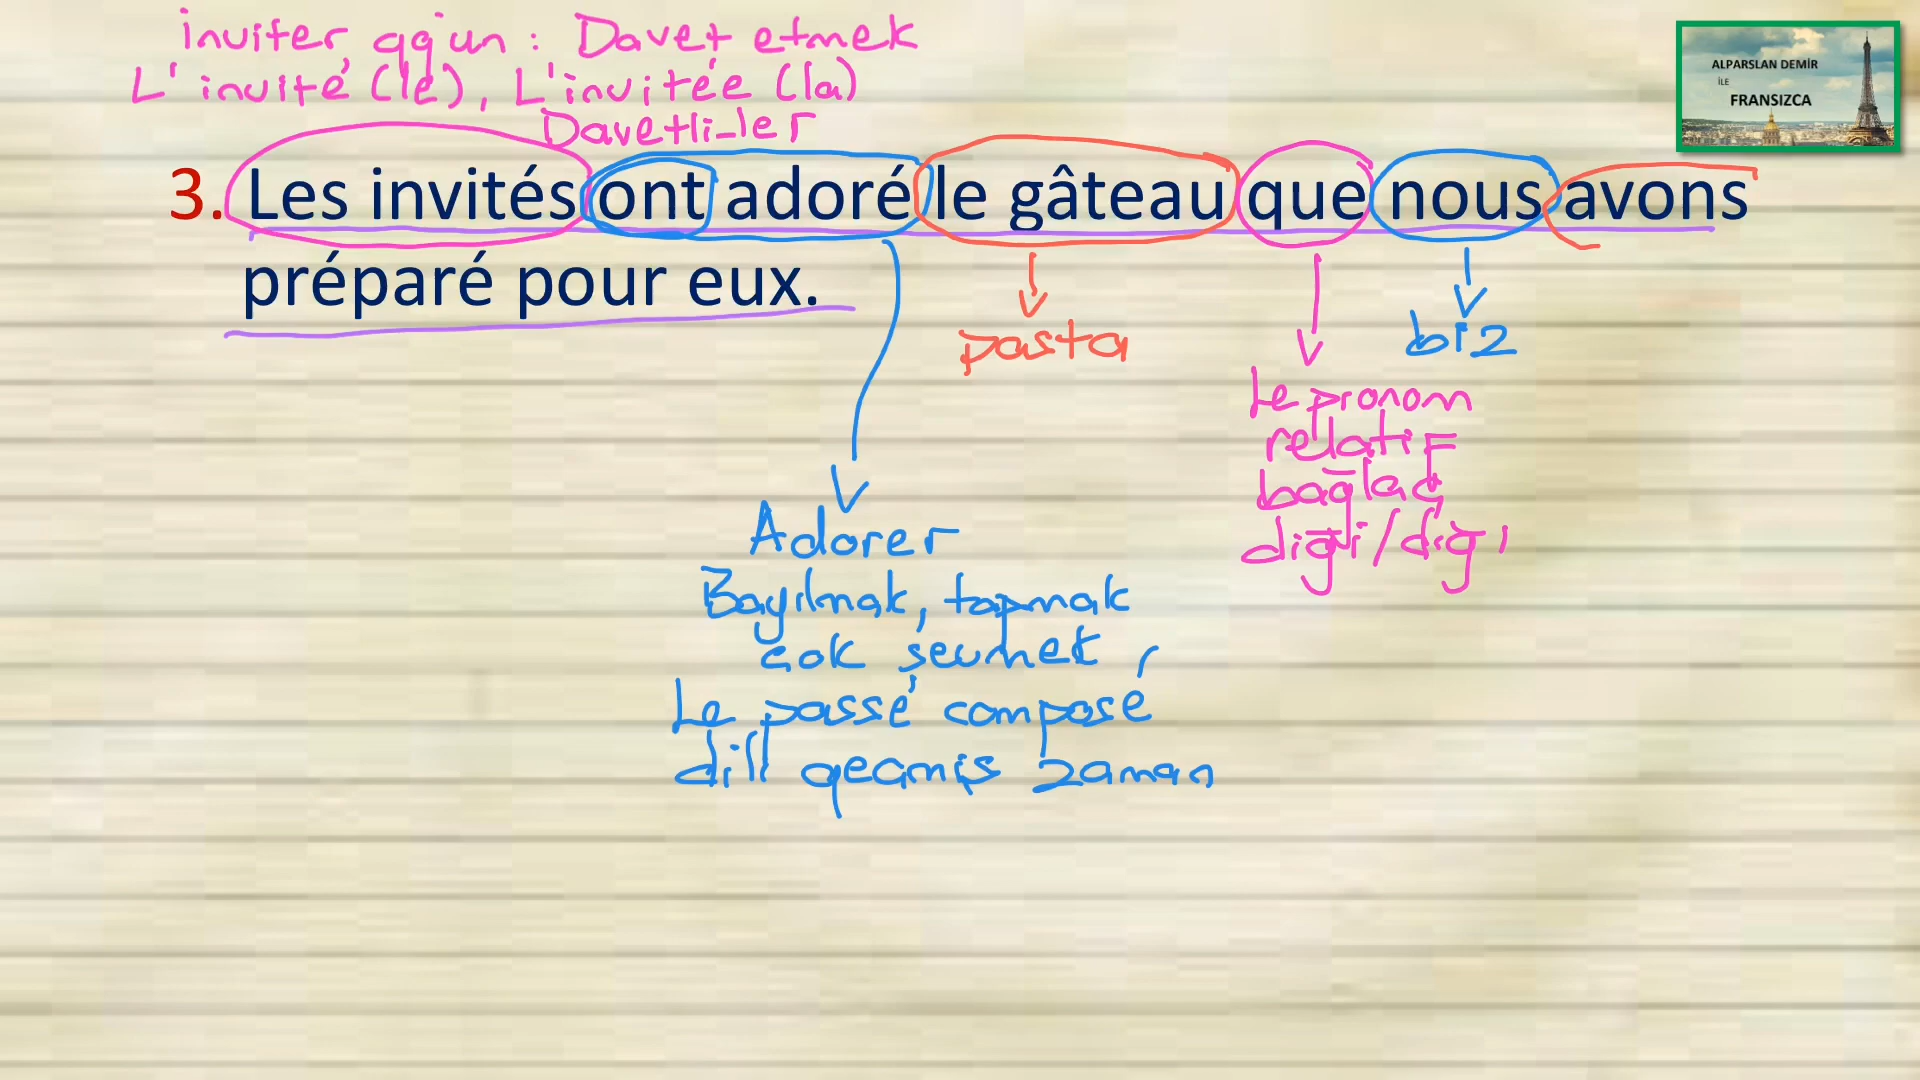 inviter qq'un : Davet etmek
L'invité (le), L'invitée (la)
Davetli-ler
ALPARSLAN DEMİR
İLE
FRANSIZCA
3. Les invités ont adoré le gâteau que nous avons
préparé pour eux.
pasta
biz
Le pronom
relatif
bağlaç
diği/dığı
Adorer
Bayılmak, tapmak
çok sevmek,
Le passé composé
dili geçmiş zaman